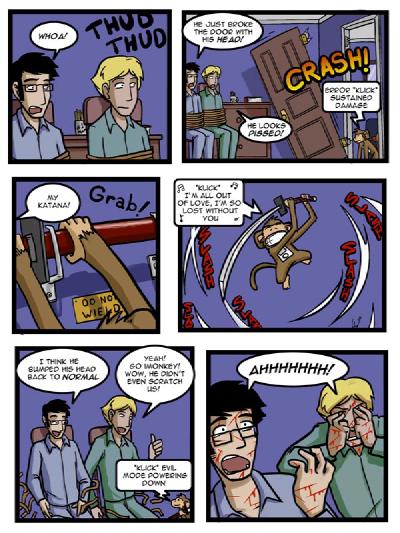 WHOA!
THUD
THUD
HE JUST BROKE
THE DOOR WITH
HIS HEAD!
CRASH!
ERROR *KLICK*
SUSTAINED
DAMAGE
HE LOOKS
PISSED!
MY
KATANA!
Grab!
DO NOT
WIELD
*KLICK*
I'M ALL OUT
OF LOVE, I'M SO
LOST WITHOUT
YOU
SLASH
SLASH
SLASH
I THINK HE
BUMPED HIS HEAD
BACK TO NORMAL
YEAH!
GO IMONKEY!
WOW, HE DIDN'T
EVEN SCRATCH
US!
*KLICK* EVIL
MODE POWERING
DOWN
AHHHHHHH!